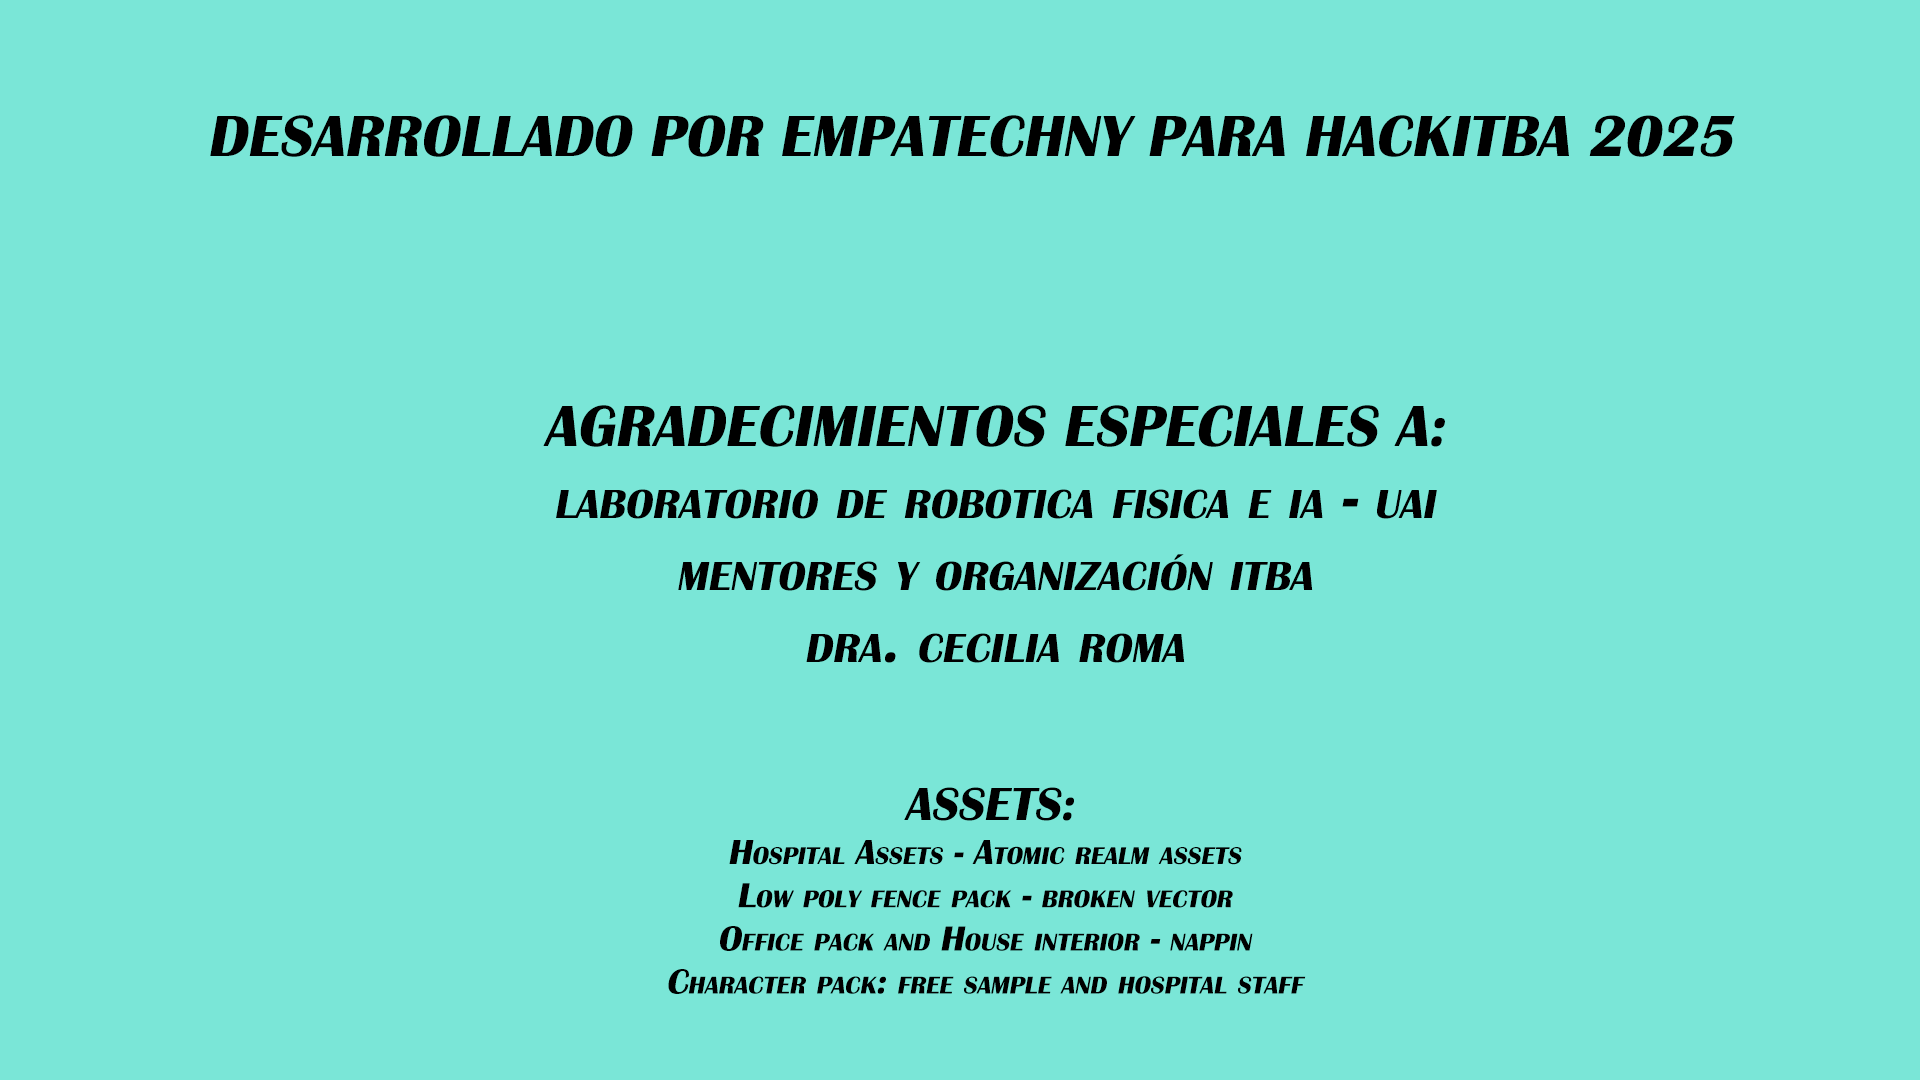 DESARROLLADO POR EMPATECHNY PARA HACKITBA 2025
AGRADECIMIENTOS ESPECIALES A:
LABORATORIO DE ROBOTICA FISICA E IA - UAI
MENTORES Y ORGANIZACIÓN ITBA
DRA. CECILIA ROMA
ASSETS:
Hospital Assets - Atomic realm assets
Low poly fence pack - broken vector
Office pack and House interior - nappin
Character pack: free sample and hospital staff